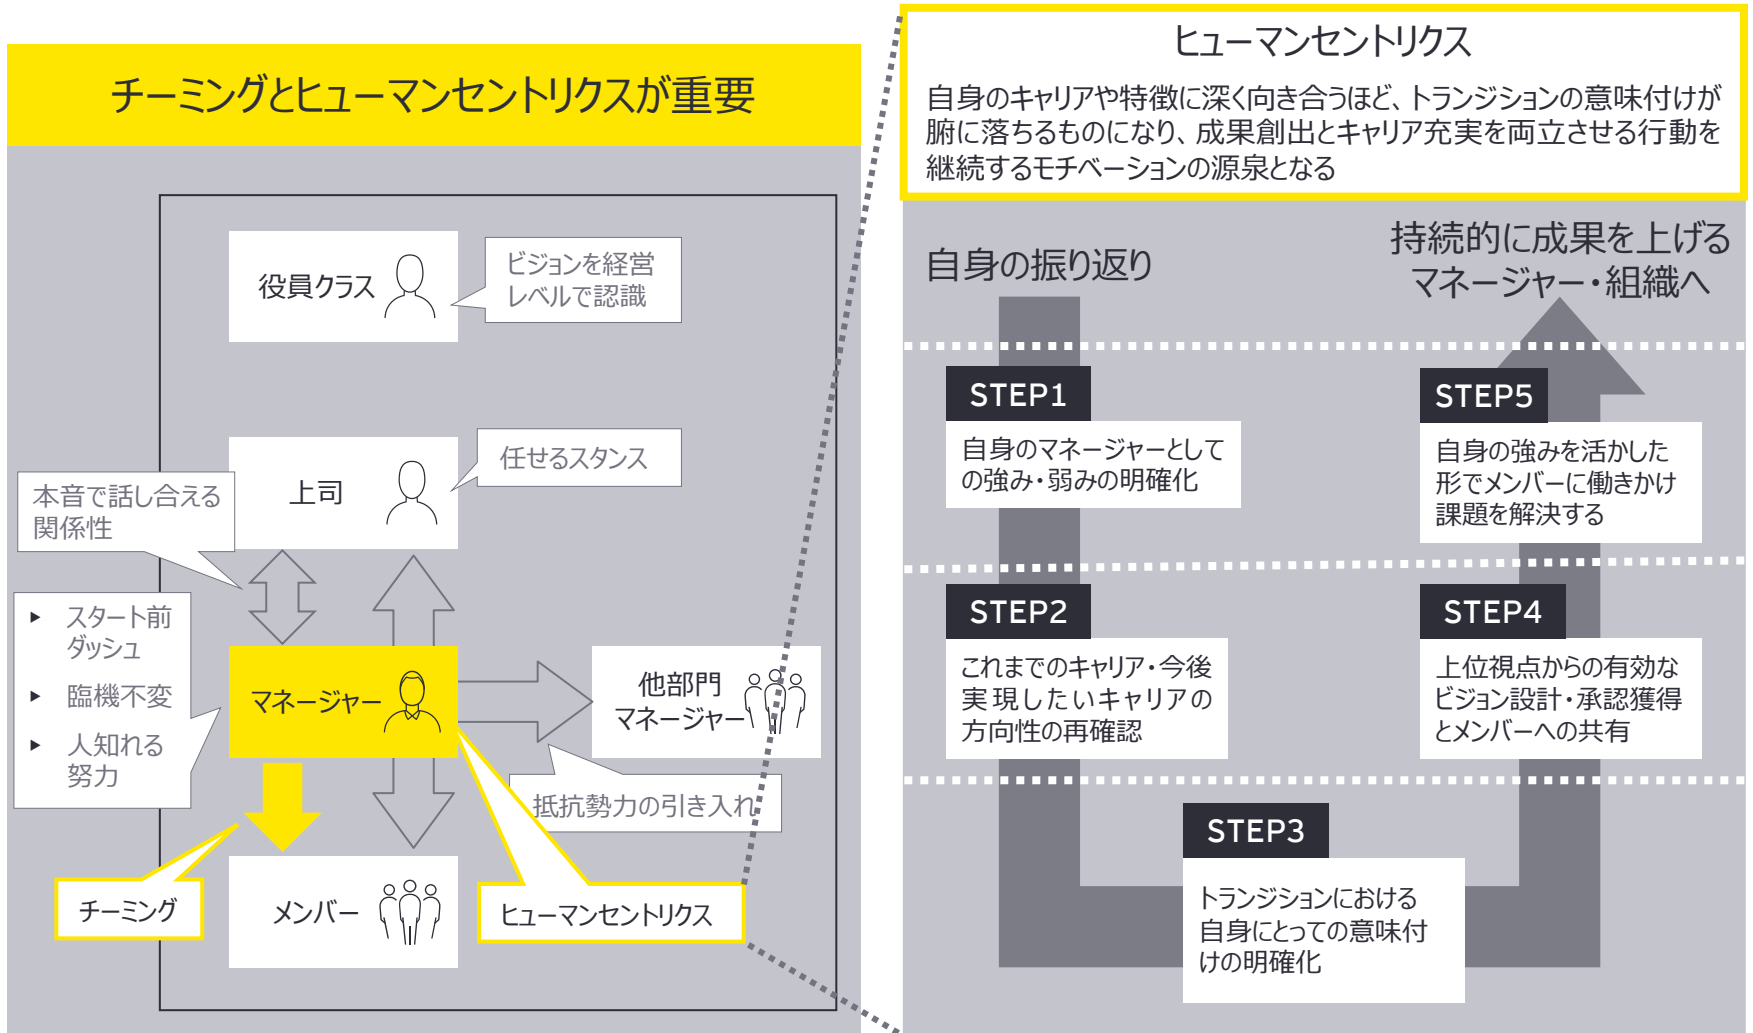 チーミングとヒューマンセントリクスが重要
役員クラス
ビジョンを経営
レベルで認識
上司
任せるスタンス
本音で話し合える
関係性
▶ スタート前
ダッシュ
▶ 臨機不変
▶ 人知れる
努力
マネージャー
他部門
マネージャー
抵抗勢力の引き入れ
チーミング
メンバー
ヒューマンセントリクス
ヒューマンセントリクス
自身のキャリアや特徴に深く向き合うほど、トランジションの意味付けが
腑に落ちるものになり、成果創出とキャリア充実を両立させる行動を
継続するモチベーションの源泉となる
自身の振り返り
持続的に成果を上げる
マネージャー・組織へ
STEP1
自身のマネージャーとして
の強み・弱みの明確化
STEP2
これまでのキャリア・今後
実現したいキャリアの
方向性の再確認
STEP3
トランジションにおける
自身にとっての意味付
けの明確化
STEP4
上位視点からの有効な
ビジョン設計・承認獲得
とメンバーへの共有
STEP5
自身の強みを活かした
形でメンバーに働きかけ
課題を解決する